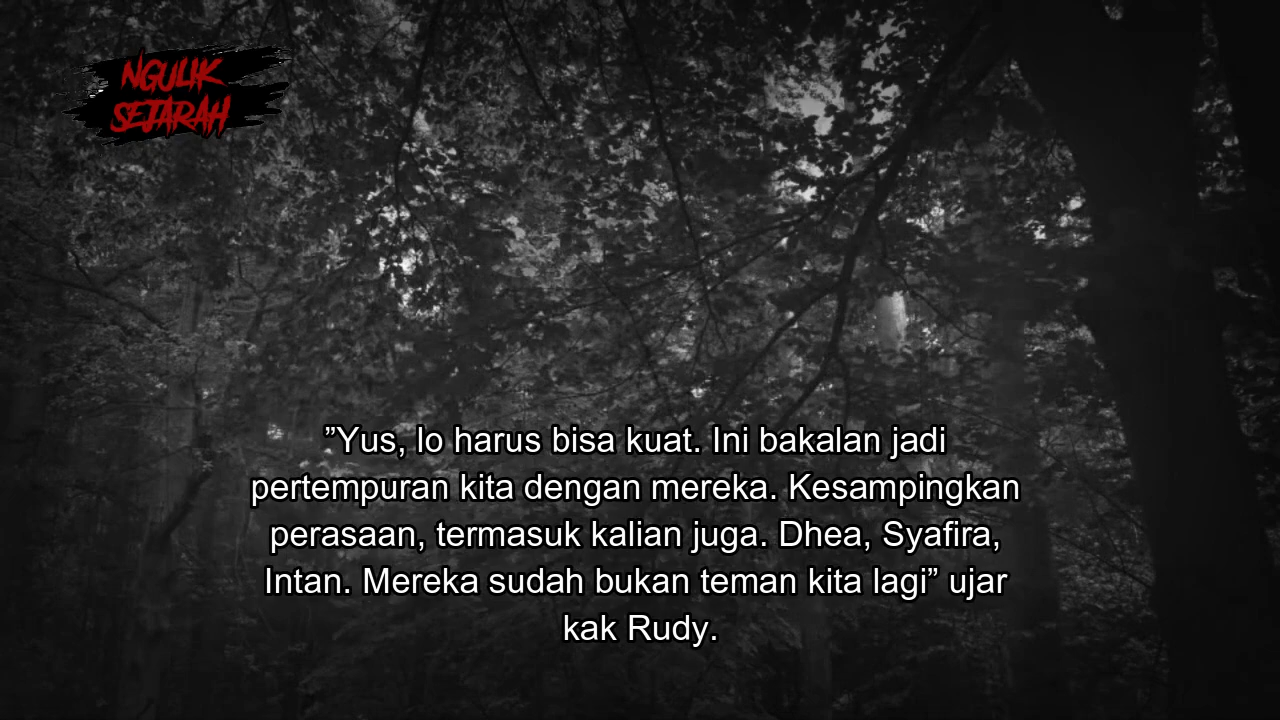 NGULIK
SEJARAH
”Yus, lo harus bisa kuat. Ini bakalan jadi
pertempuran kita dengan mereka. Kesampingkan
perasaan, termasuk kalian juga. Dhea, Syafira,
Intan. Mereka sudah bukan teman kita lagi” ujar
kak Rudy.